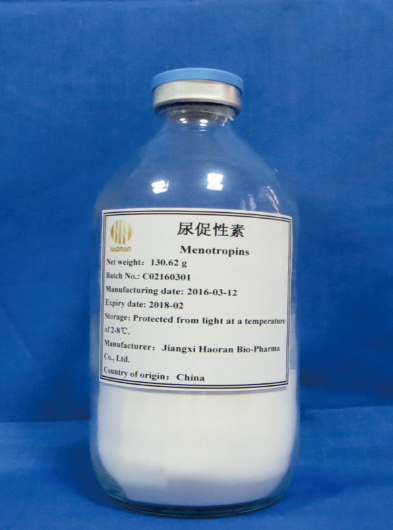 尿促性素
HAORAN
Menotropins
Net weight: 130.62 g
Batch No.: C02160301
Manufacturing date: 2016-03-12
Expiry date: 2018-02
Storage: Protected from light at a temperature
of 2-8℃.
Manufacturer: Jiangxi Haoran Bio-Pharma
Co., Ltd.
Country of origin: China